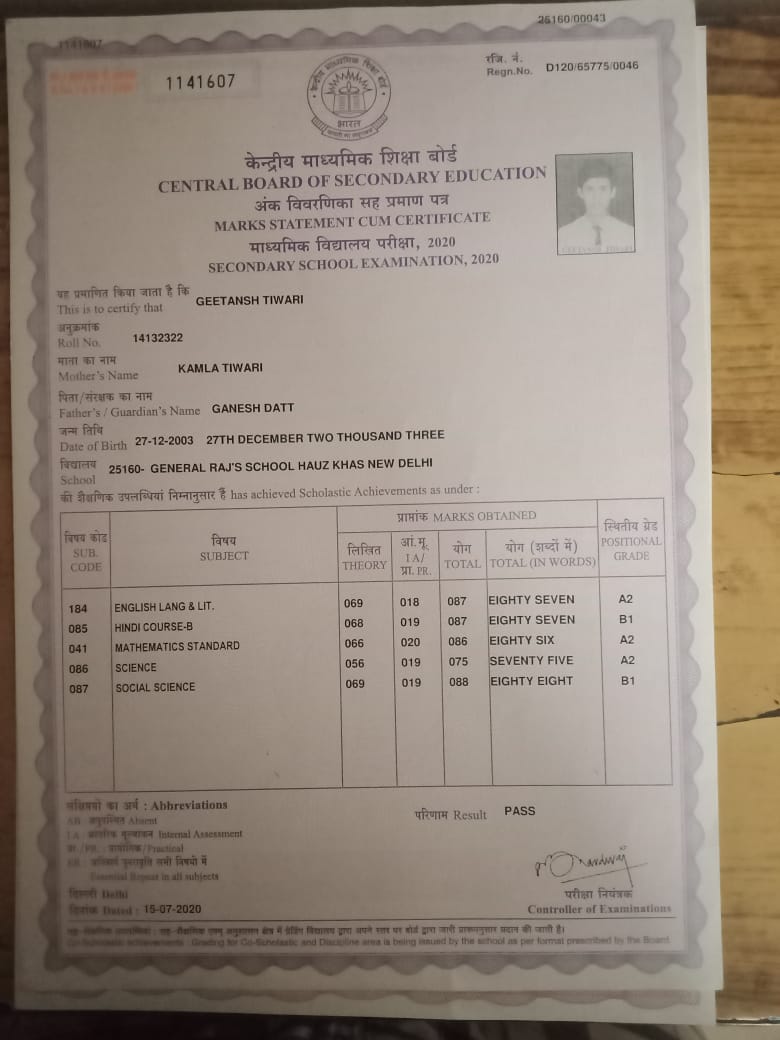 25160/00043
1141607
1141607
रजि. नं.
Regn.No. D120/65775/0046
भारत
केन्द्रीय माध्यमिक शिक्षा बोर्ड
CENTRAL BOARD OF SECONDARY EDUCATION
अंक विवरणिका सह प्रमाण पत्र
MARKS STATEMENT CUM CERTIFICATE
माध्यमिक विद्यालय परीक्षा, 2020
SECONDARY SCHOOL EXAMINATION, 2020
GEETANSH TIWARI
यह प्रमाणित किया जाता है कि
This is to certify that GEETANSH TIWARI
अनुक्रमांक
Roll No. 14132322
माता का नाम
Mother's Name KAMLA TIWARI
पिता/संरक्षक का नाम
Father's / Guardian's Name GANESH DATT
जन्म तिथि
Date of Birth 27-12-2003 27TH DECEMBER TWO THOUSAND THREE
विद्यालय
School 25160- GENERAL RAJ'S SCHOOL HAUZ KHAS NEW DELHI
की शैक्षणिक उपलब्धियां निम्नानुसार हैं has achieved Scholastic Achievements as under :
विषय कोड
SUB.
CODE
विषय
SUBJECT
प्राप्तांक MARKS OBTAINED
लिखित
THEORY
आं.मू.
I A/
प्रा. PR.
योग
TOTAL
योग (शब्दों में)
TOTAL (IN WORDS)
स्थितीय ग्रेड
POSITIONAL
GRADE
184 ENGLISH LANG & LIT. 069 018 087 EIGHTY SEVEN A2
085 HINDI COURSE-B 068 019 087 EIGHTY SEVEN B1
041 MATHEMATICS STANDARD 066 020 086 EIGHTY SIX A2
086 SCIENCE 056 019 075 SEVENTY FIVE A2
087 SOCIAL SCIENCE 069 019 088 EIGHTY EIGHT B1
संक्षिप्तों का अर्थ : Abbreviations
AB अनुपस्थित Absent
I A : आन्तरिक मूल्यांकन Internal Assessment
प्रा./PR. : प्रायोगिक/Practical
ER : अनिवार्य पुनरावृत्ति सभी विषयों में
Essential Repeat in all subjects
परिणाम Result PASS
दिल्ली Delhi
दिनांक Dated : 15-07-2020
परीक्षा नियंत्रक
Controller of Examinations
Co-Scholastic achievements : Grading for Co-Scholastic and Discipline area is being issued by the school as per format prescribed by the Board